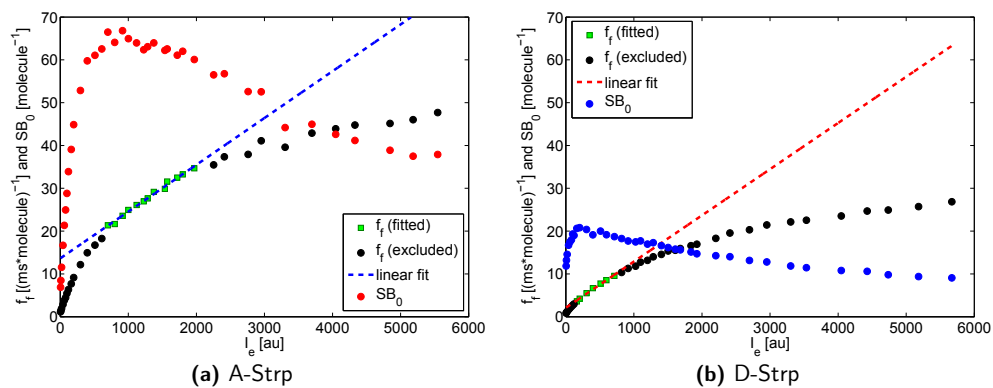 f_f [(ms*molecule)^-1] and SB_0 [molecule^-1]
70
60
50
40
30
20
10
0
0 1000 2000 3000 4000 5000 6000
I_e [au]
f_f (fitted)
f_f (excluded)
linear fit
SB_0
(a) A-Strp
f_f [(ms*molecule)^-1] and SB_0 [molecule^-1]
70
60
50
40
30
20
10
0
0 1000 2000 3000 4000 5000 6000
I_e [au]
f_f (fitted)
f_f (excluded)
linear fit
SB_0
(b) D-Strp